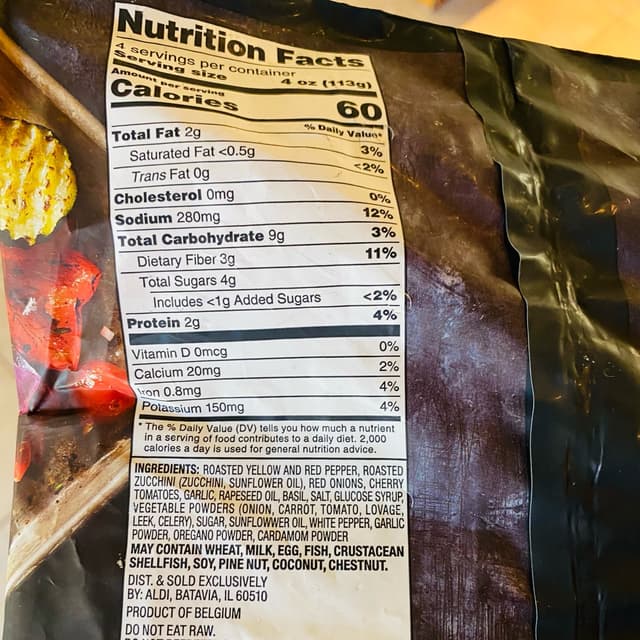 Nutrition Facts
4 servings per container
Serving size 4 oz (113g)
Amount per serving
Calories 60
% Daily Value*
Total Fat 2g 3%
Saturated Fat <0.5g <2%
Trans Fat 0g
Cholesterol 0mg 0%
Sodium 280mg 12%
Total Carbohydrate 9g 3%
Dietary Fiber 3g 11%
Total Sugars 4g
Includes <1g Added Sugars <2%
Protein 2g 4%
Vitamin D 0mcg 0%
Calcium 20mg 2%
Iron 0.8mg 4%
Potassium 150mg 4%
* The % Daily Value (DV) tells you how much a nutrient
in a serving of food contributes to a daily diet. 2,000
calories a day is used for general nutrition advice.
INGREDIENTS: ROASTED YELLOW AND RED PEPPER, ROASTED
ZUCCHINI (ZUCCHINI, SUNFLOWER OIL), RED ONIONS, CHERRY
TOMATOES, GARLIC, RAPESEED OIL, BASIL, SALT, GLUCOSE SYRUP,
VEGETABLE POWDERS (ONION, CARROT, TOMATO, LOVAGE,
LEEK, CELERY), SUGAR, SUNFLOWWER OIL, WHITE PEPPER, GARLIC
POWDER, OREGANO POWDER, CARDAMOM POWDER
MAY CONTAIN WHEAT, MILK, EGG, FISH, CRUSTACEAN
SHELLFISH, SOY, PINE NUT, COCONUT, CHESTNUT.
DIST. & SOLD EXCLUSIVELY
BY: ALDI, BATAVIA, IL 60510
PRODUCT OF BELGIUM
DO NOT EAT RAW.